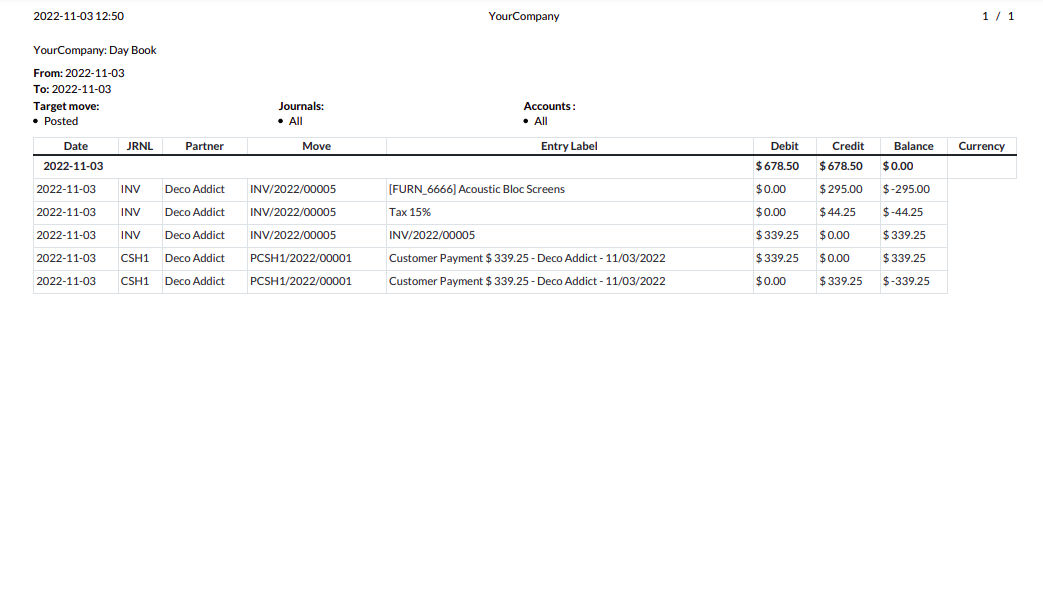 2022-11-03 12:50 YourCompany 1 / 1
YourCompany: Day Book
From: 2022-11-03
To: 2022-11-03
Target move: Journals: Accounts :
• Posted • All • All
Date JRNL Partner Move Entry Label Debit Credit Balance Currency
2022-11-03 $ 678.50 $ 678.50 $ 0.00
2022-11-03 INV Deco Addict INV/2022/00005 [FURN_6666] Acoustic Bloc Screens $ 0.00 $ 295.00 $ -295.00
2022-11-03 INV Deco Addict INV/2022/00005 Tax 15% $ 0.00 $ 44.25 $ -44.25
2022-11-03 INV Deco Addict INV/2022/00005 INV/2022/00005 $ 339.25 $ 0.00 $ 339.25
2022-11-03 CSH1 Deco Addict PCSH1/2022/00001 Customer Payment $ 339.25 - Deco Addict - 11/03/2022 $ 339.25 $ 0.00 $ 339.25
2022-11-03 CSH1 Deco Addict PCSH1/2022/00001 Customer Payment $ 339.25 - Deco Addict - 11/03/2022 $ 0.00 $ 339.25 $ -339.25